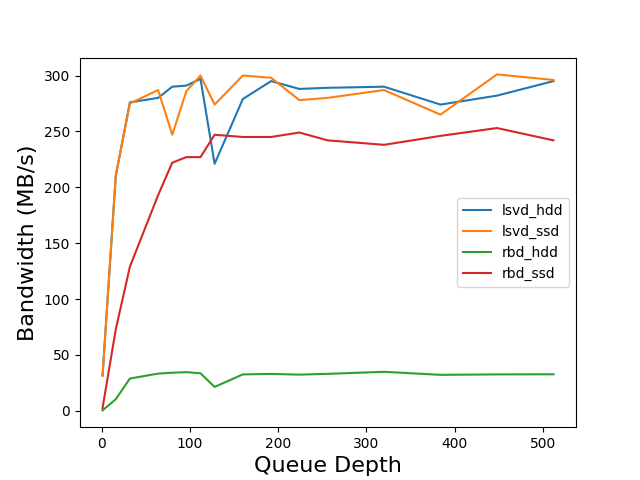 300
250
200
150
100
50
0
Bandwidth (MB/s)
lsvd_hdd
lsvd_ssd
rbd_hdd
rbd_ssd
0 100 200 300 400 500
Queue Depth